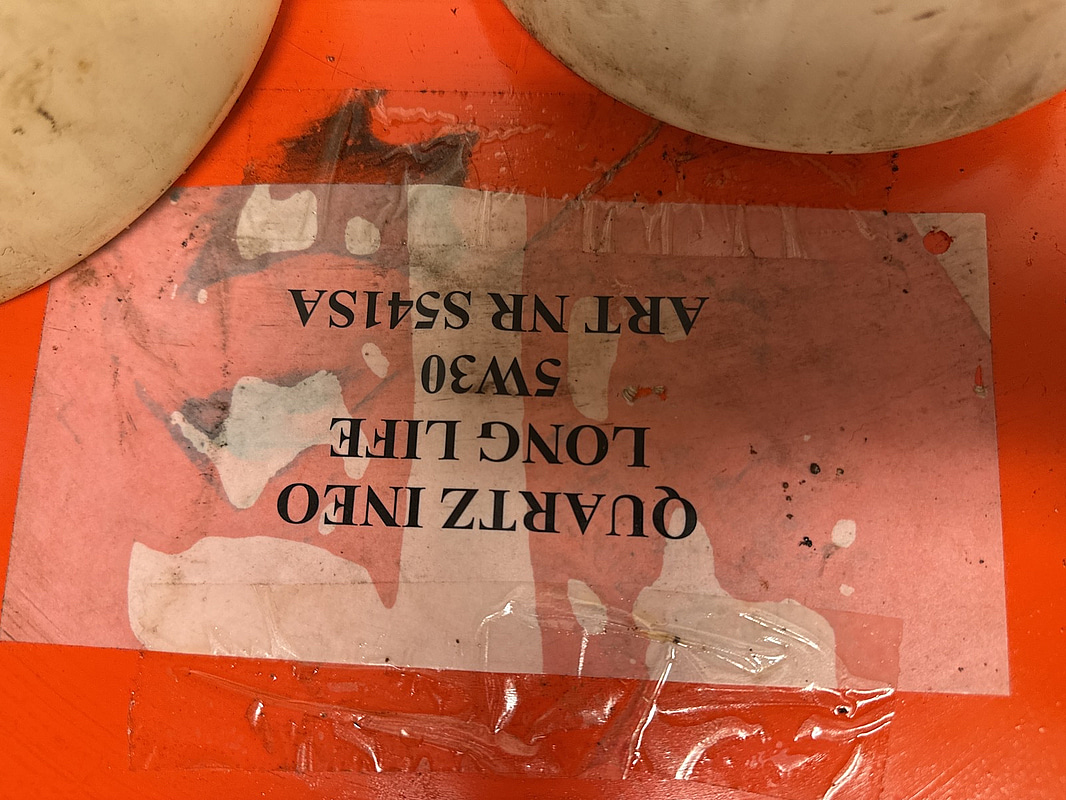 QUARTZ INEO
LONG LIFE
5W30
ART NR S541SA